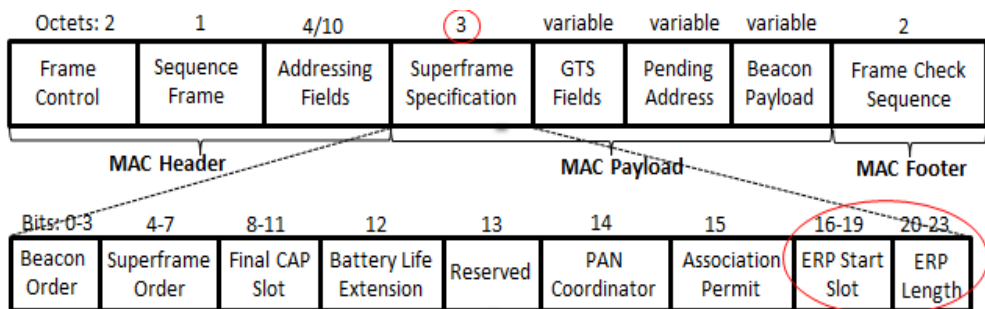 Octets: 2 1 4/10 3 variable variable variable 2
Frame Control Sequence Frame Addressing Fields Superframe Specification GTS Fields Pending Address Beacon Payload Frame Check Sequence
MAC Header MAC Payload MAC Footer
Bits: 0-3 4-7 8-11 12 13 14 15 16-19 20-23
Beacon Order Superframe Order Final CAP Slot Battery Life Extension Reserved PAN Coordinator Association Permit ERP Start Slot ERP Length